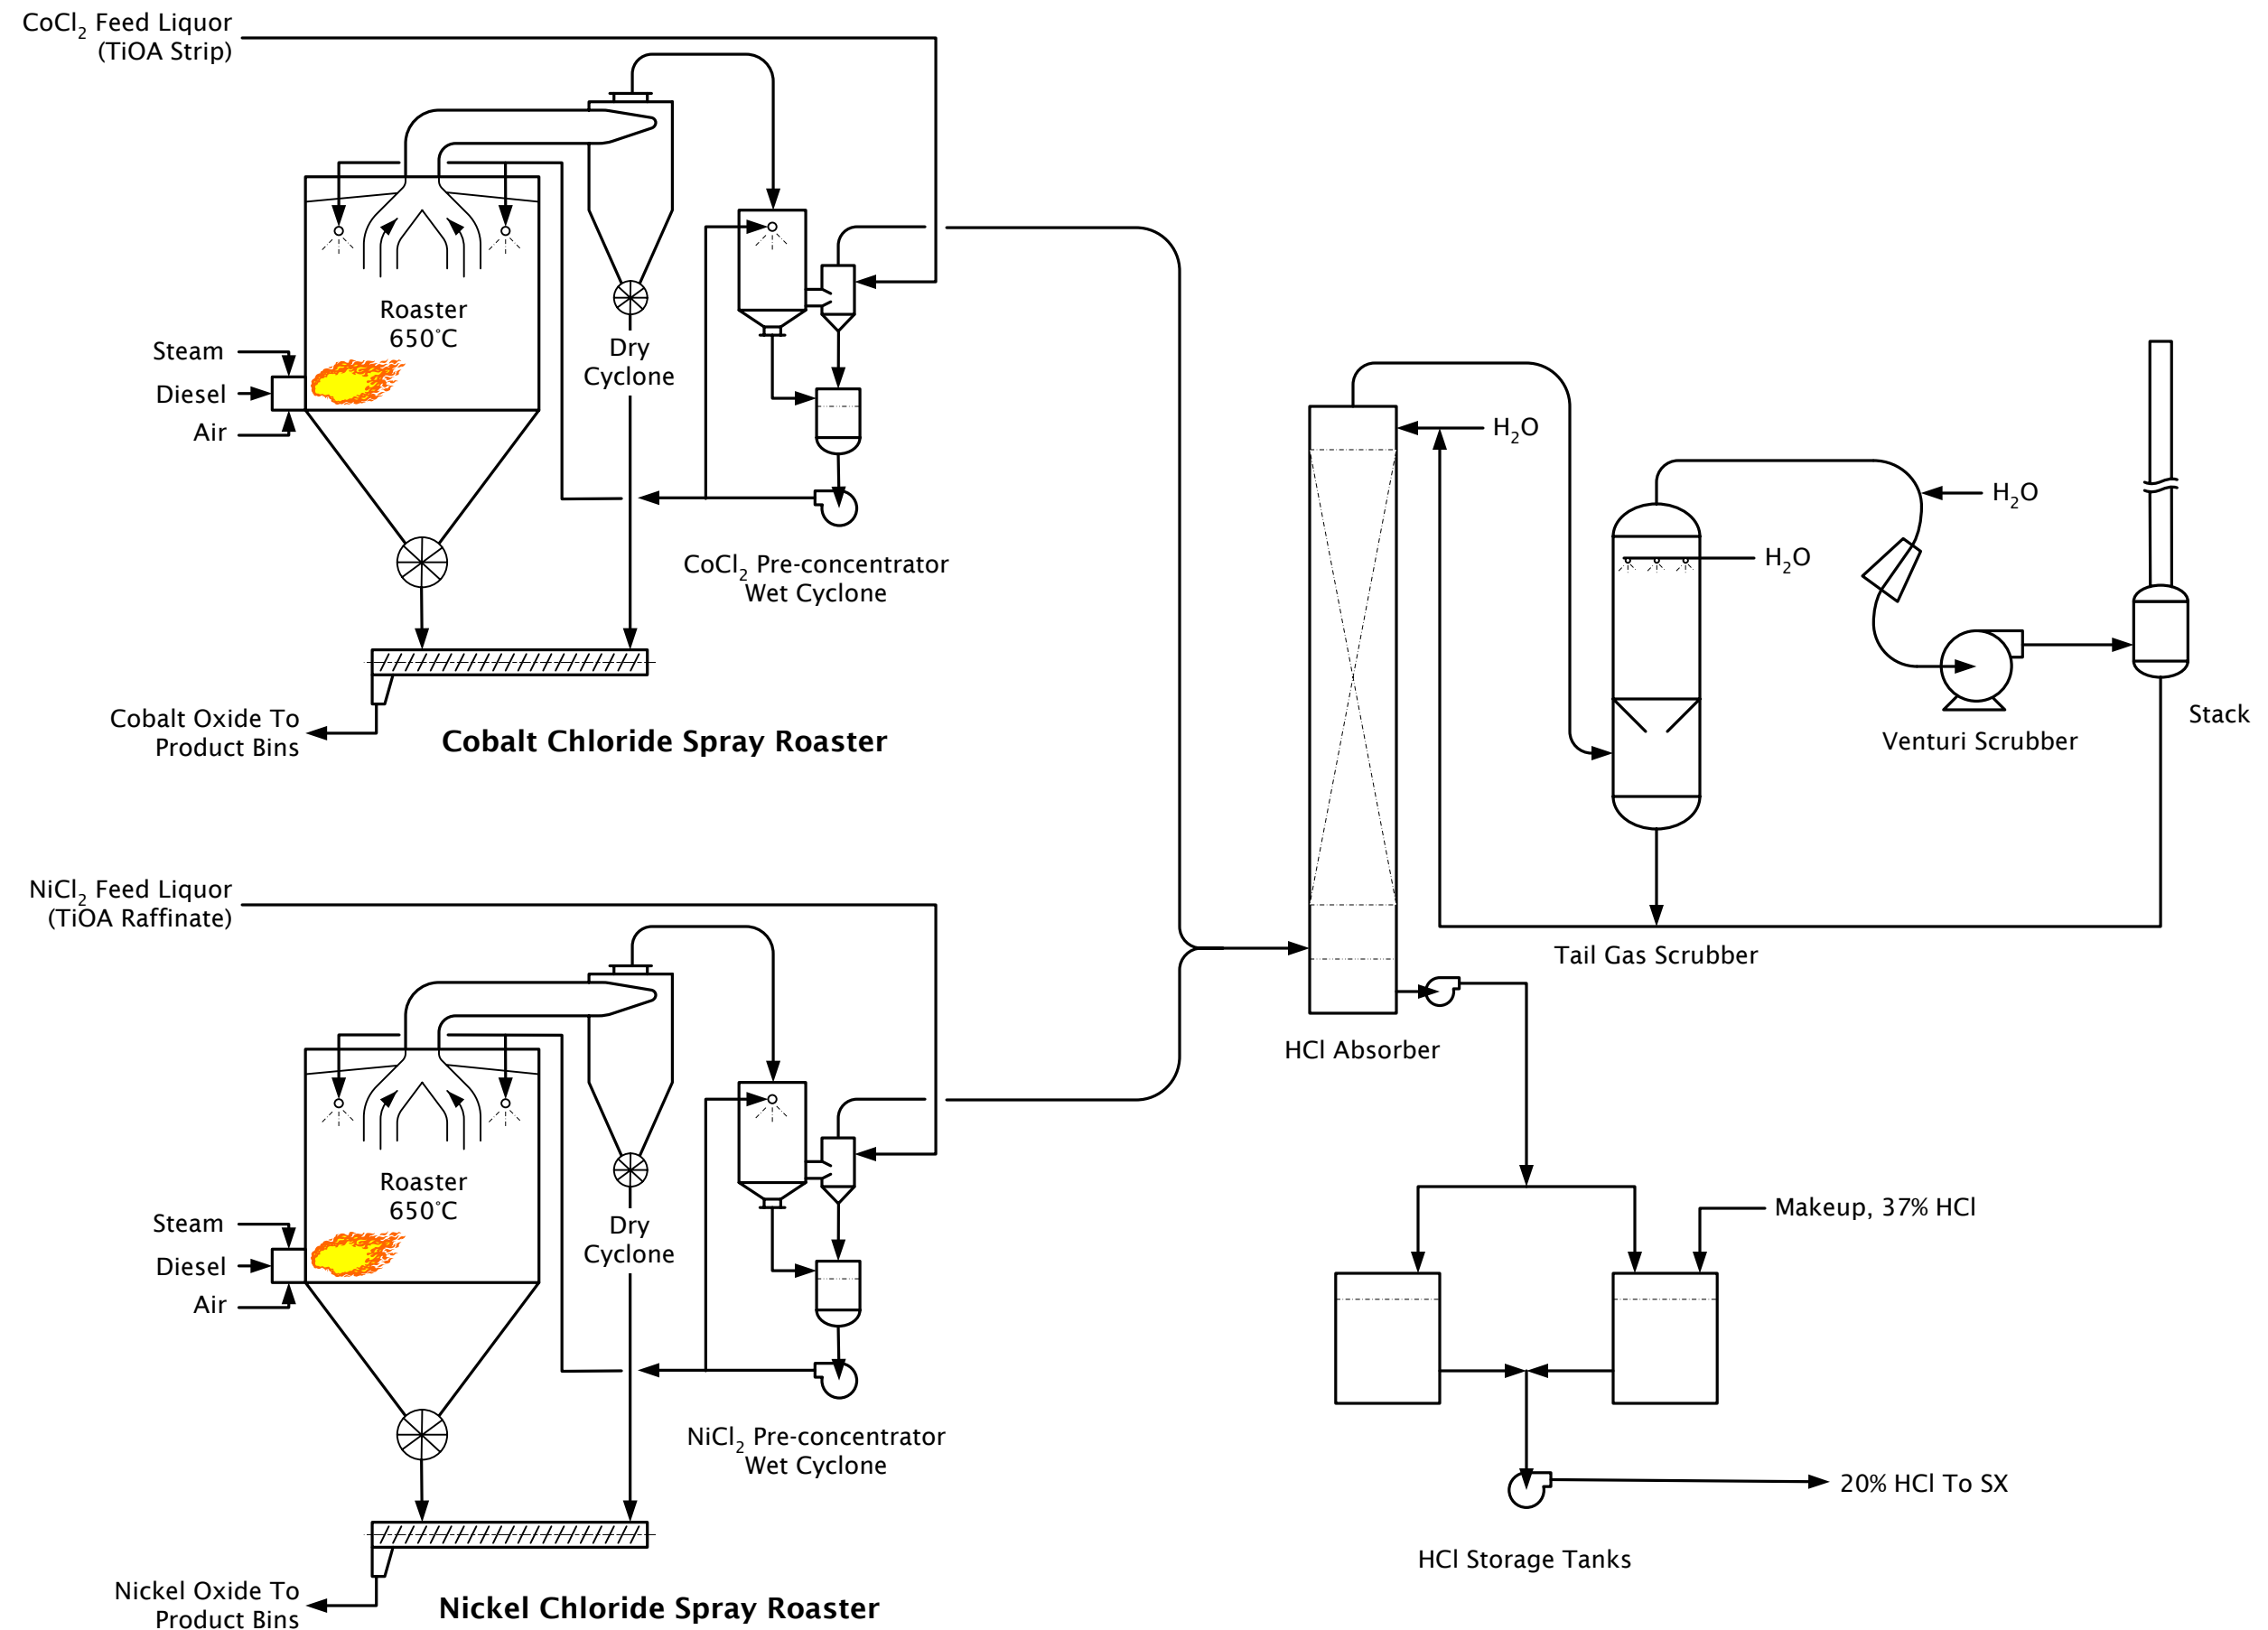 CoCl₂ Feed Liquor
(TiOA Strip)
Roaster
650°C
Steam
Diesel
Air
Dry
Cyclone
CoCl₂ Pre-concentrator
Wet Cyclone
Cobalt Oxide To
Product Bins
Cobalt Chloride Spray Roaster
NiCl₂ Feed Liquor
(TiOA Raffinate)
Roaster
650°C
Steam
Diesel
Air
Dry
Cyclone
NiCl₂ Pre-concentrator
Wet Cyclone
Nickel Oxide To
Product Bins
Nickel Chloride Spray Roaster
H₂O
H₂O
H₂O
Stack
Venturi Scrubber
Tail Gas Scrubber
HCl Absorber
Makeup, 37% HCl
20% HCl To SX
HCl Storage Tanks